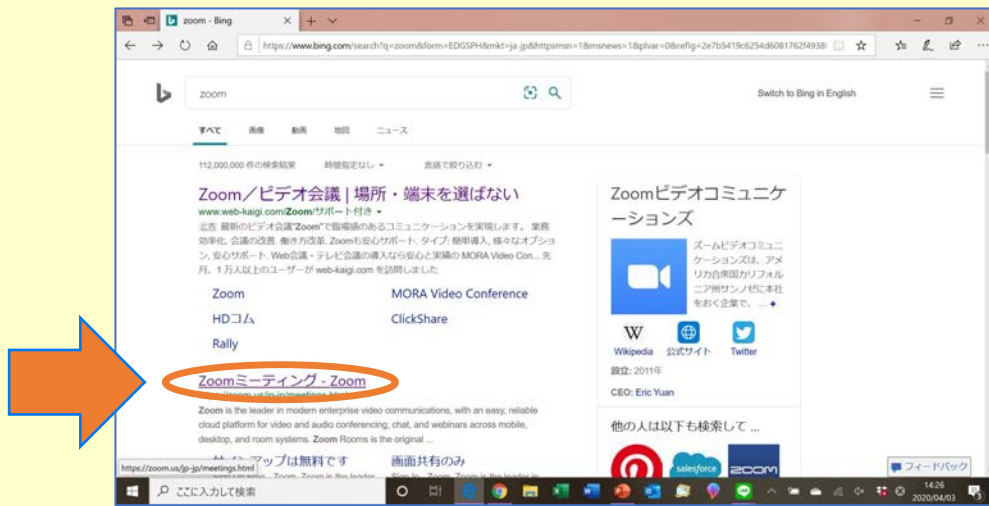 zoom - Bing
https://www.bing.com/search?q=zoom&form=EDGSPH&mkt=ja-jp&httpsmsn=1&msnews=1&plvar=0&refig=2e7b5419c6254d6081762f4938
zoom
Switch to Bing in English
すべて 画像 動画 地図 ニュース
112,000,000 件の検索結果 時間指定なし 言語で絞り込む
Zoom／ビデオ会議 | 場所・端末を選ばない
www.web-kaigi.com/Zoom/サポート付き
広告 最新のビデオ会議"Zoom"で臨場感のあるコミュニケーションを実現します。 業務
効率化, 会議の改善, 働き方改革. Zoomも安心サポート. タイプ: 簡単導入, 様々なオプショ
ン, 安心サポート. Web会議・テレビ会議の導入なら安心と実績の MORA Video Con... 先
月、1 万人以上のユーザーが web-kaigi.com を訪問しました
Zoom MORA Video Conference
HDコム ClickShare
Rally
Zoomミーティング - Zoom
Zoom is the leader in modern enterprise video communications, with an easy, reliable
cloud platform for video and audio conferencing, chat, and webinars across mobile,
desktop, and room systems. Zoom Rooms is the original ...
アップは無料です 画面共有のみ
https://zoom.us/jp-jp/meetings.html
Zoomビデオコミュニケ
ーションズ
ズームビデオコミュニ
ケーションズは、アメ
リカ合衆国カリフォル
ニア州サンノゼに本社
をおく企業で、 ...
W
Wikipedia 公式サイト Twitter
設立: 2011年
CEO: Eric Yuan
他の人は以下も検索して ...
salesforce zoom
フィードバック
ここに入力して検索
14:26
2020/04/03